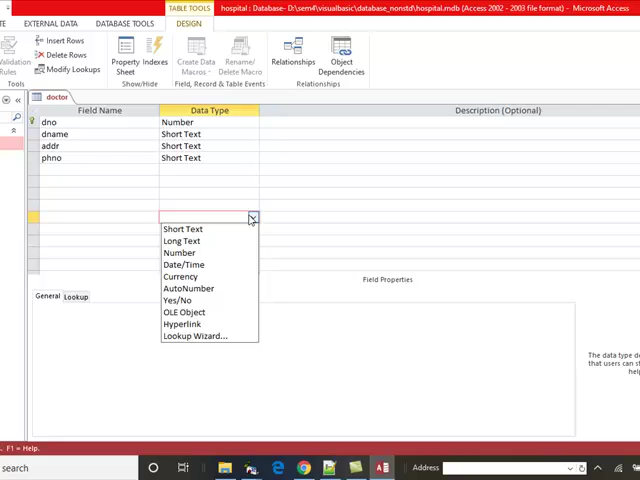 TABLE TOOLS
hospital : Database- D:\sem4\visualbasic\database_nonstd\hospital.mdb (Access 2002 - 2003 file format) - Microsoft Access
EXTERNAL DATA
DATABASE TOOLS
DESIGN
Insert Rows
Delete Rows
Modify Lookups
Validation
Rules
Property
Sheet
Indexes
Create Data
Macros
Rename/
Delete Macro
Relationships
Object
Dependencies
Tools
Show/Hide
Field, Record & Table Events
Relationships
doctor
Field Name
Data Type
Description (Optional)
dno
Number
dname
Short Text
addr
Short Text
phno
Short Text
Short Text
Long Text
Number
Date/Time
Currency
AutoNumber
Yes/No
OLE Object
Hyperlink
Lookup Wizard...
Field Properties
General
Lookup
The data type de
that users can st
help
F1 = Help.
search
Address